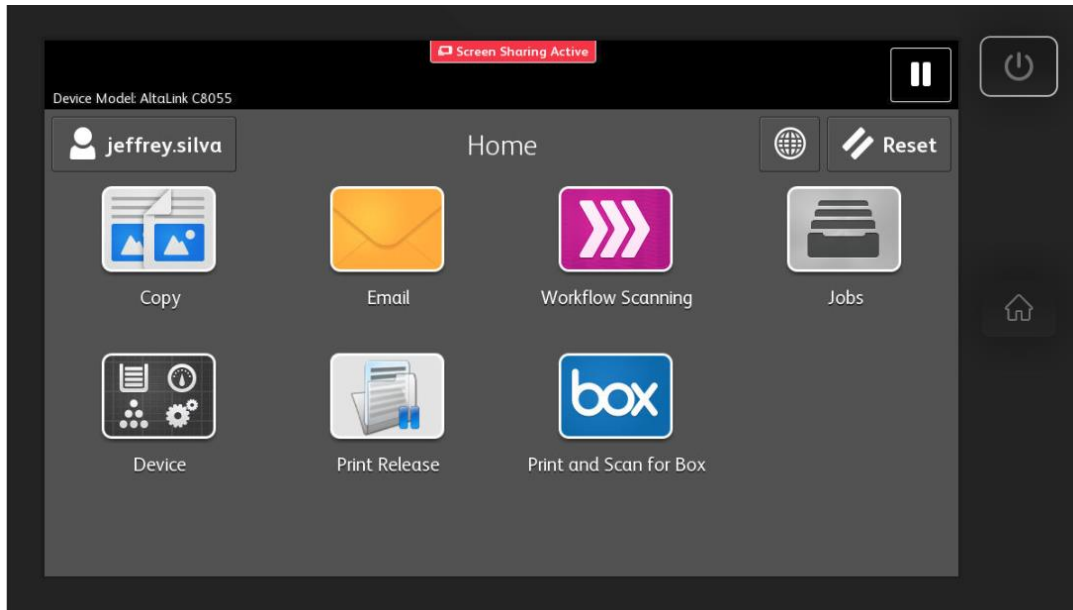 Screen Sharing Active
Device Model: AltaLink C8055
jeffrey.silva
Home
Reset
Copy
Email
Workflow Scanning
Jobs
box
Device
Print Release
Print and Scan for Box